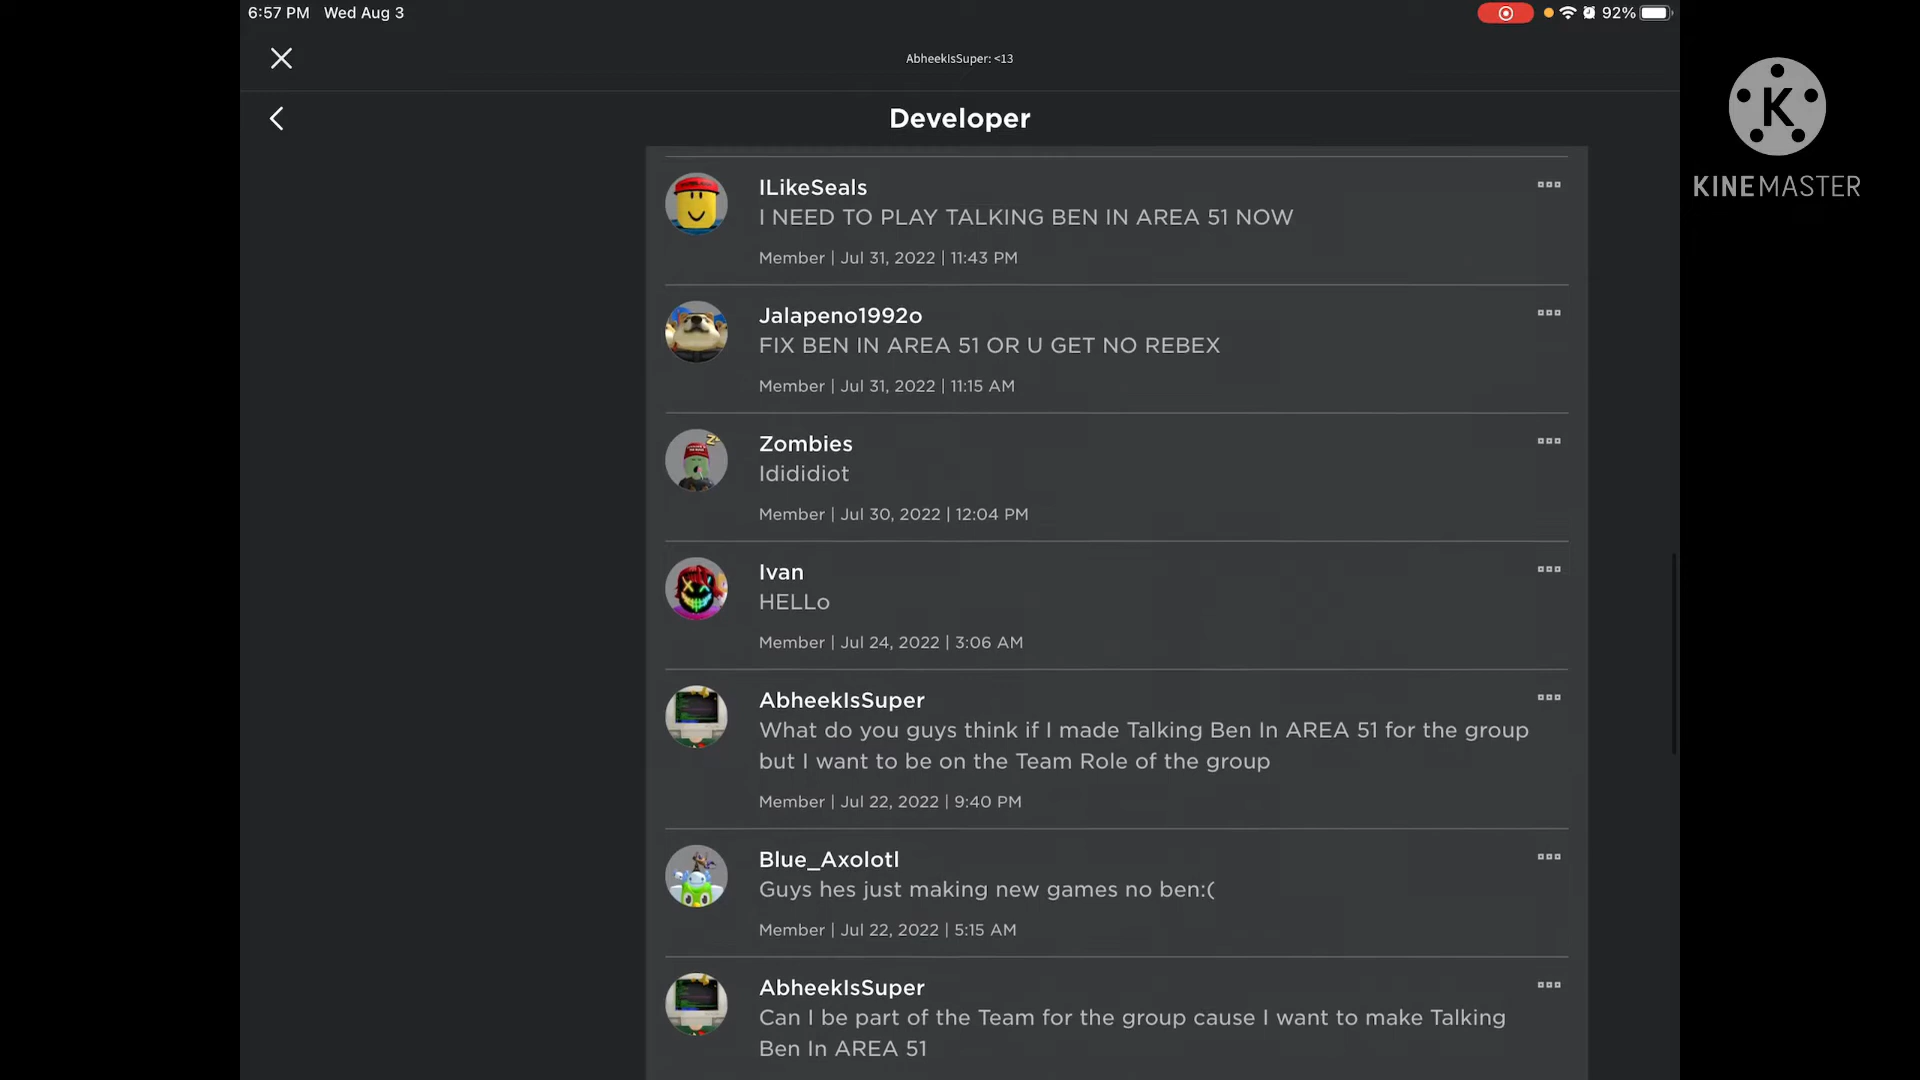 6:57 PM Wed Aug 3
92%
AbheekIsSuper: <13
Developer
K
KINEMASTER
ILikeSeals
I NEED TO PLAY TALKING BEN IN AREA 51 NOW
Member | Jul 31, 2022 | 11:43 PM
Jalapeno1992o
FIX BEN IN AREA 51 OR U GET NO REBEX
Member | Jul 31, 2022 | 11:15 AM
Zombies
Idididiot
Member | Jul 30, 2022 | 12:04 PM
Ivan
HELLo
Member | Jul 24, 2022 | 3:06 AM
AbheekIsSuper
What do you guys think if I made Talking Ben In AREA 51 for the group
but I want to be on the Team Role of the group
Member | Jul 22, 2022 | 9:40 PM
Blue_Axolotl
Guys hes just making new games no ben:(
Member | Jul 22, 2022 | 5:15 AM
AbheekIsSuper
Can I be part of the Team for the group cause I want to make Talking
Ben In AREA 51